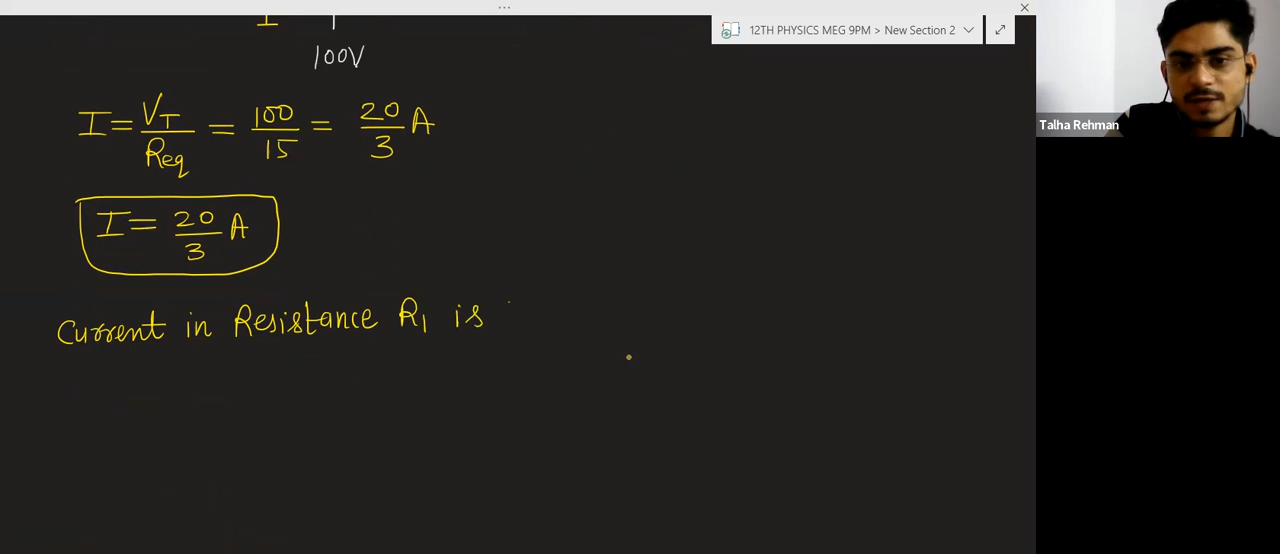 I
100V
12TH PHYSICS MEG 9PM > New Section 2
I = V_T/Req = 100/15 = 20/3 A
Talha Rehman
I = 20/3 A
Current in Resistance R1 is